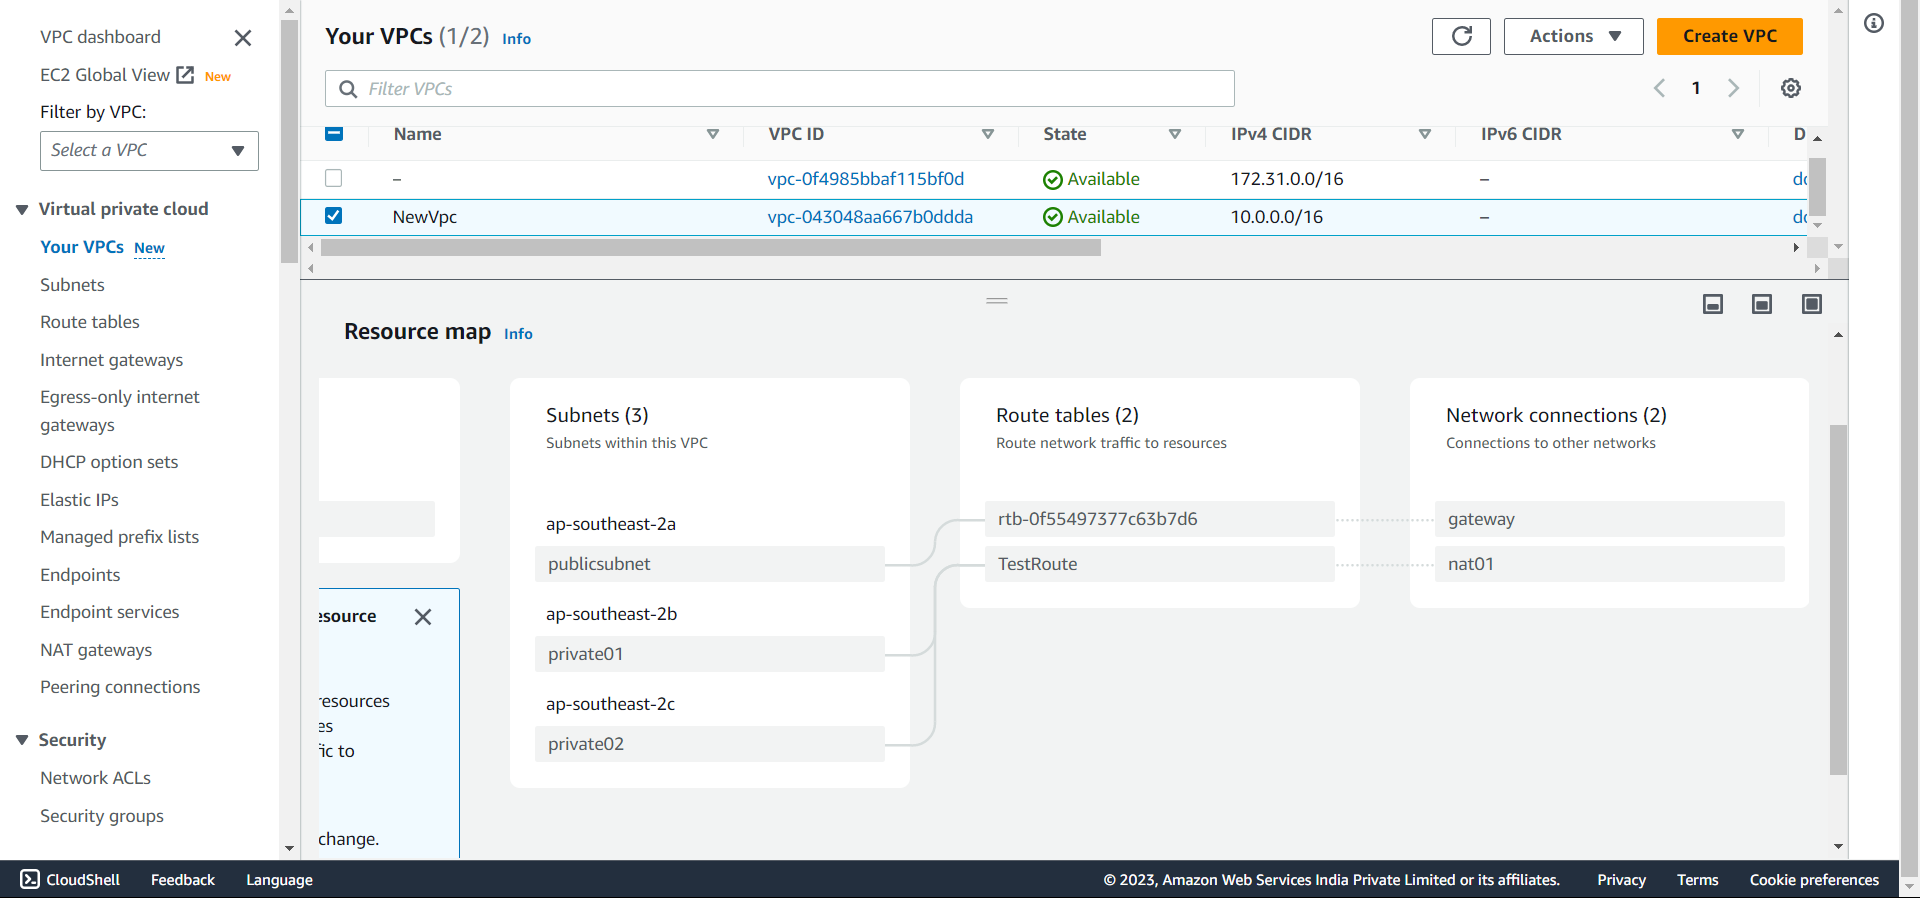 VPC dashboard
EC2 Global View New
Filter by VPC:
Select a VPC
Virtual private cloud
Your VPCs New
Subnets
Route tables
Internet gateways
Egress-only internet
gateways
DHCP option sets
Elastic IPs
Managed prefix lists
Endpoints
Endpoint services
NAT gateways
Peering connections
Security
Network ACLs
Security groups
Your VPCs (1/2) Info
Actions
Create VPC
Filter VPCs
1
Name VPC ID State IPv4 CIDR IPv6 CIDR D
– vpc-0f4985bbaf115bf0d Available 172.31.0.0/16 –
NewVpc vpc-043048aa667b0ddda Available 10.0.0.0/16 –
Resource map Info
esource
resources
es
fic to
change.
Subnets (3)
Subnets within this VPC
ap-southeast-2a
publicsubnet
ap-southeast-2b
private01
ap-southeast-2c
private02
Route tables (2)
Route network traffic to resources
rtb-0f55497377c63b7d6
TestRoute
Network connections (2)
Connections to other networks
gateway
nat01
CloudShell Feedback Language © 2023, Amazon Web Services India Private Limited or its affiliates. Privacy Terms Cookie preferences